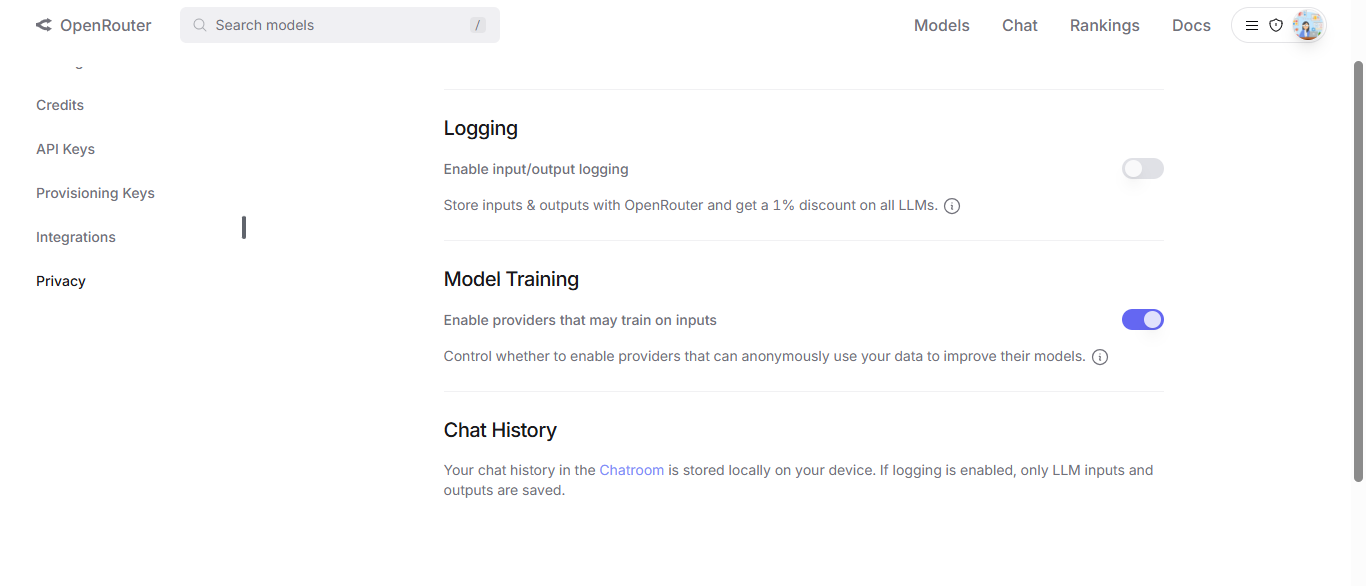 OpenRouter
Search models
/
Models
Chat
Rankings
Docs
Credits
API Keys
Provisioning Keys
Integrations
Privacy
Logging
Enable input/output logging
Store inputs & outputs with OpenRouter and get a 1% discount on all LLMs.
Model Training
Enable providers that may train on inputs
Control whether to enable providers that can anonymously use your data to improve their models.
Chat History
Your chat history in the Chatroom is stored locally on your device. If logging is enabled, only LLM inputs and
outputs are saved.